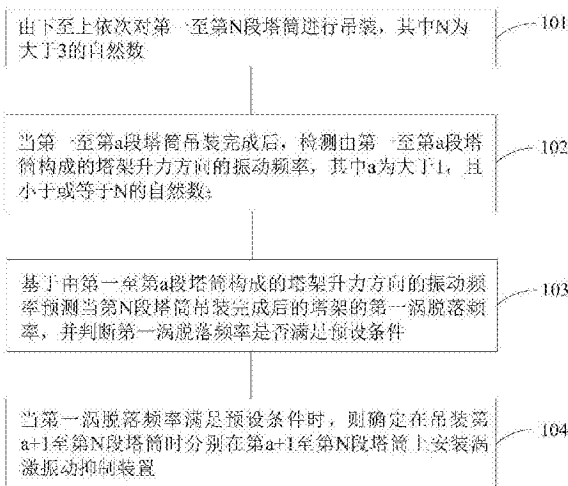 由下至上依次对第一至第N段塔筒进行吊装，其中N为
大于3的自然数
101
当第一至第a段塔筒吊装完成后，检测由第一至第a段塔
筒构成的塔架升力方向的振动频率，其中a为大于1，且
小于或等于N的自然数；
102
基于由第一至第a段塔筒构成的塔架升力方向的振动频
率预测当第N段塔筒吊装完成后的塔架的第一涡脱落频
率，并判断第一涡脱落频率是否满足预设条件
103
当第一涡脱落频率满足预设条件时，则确定在吊装第
a+1至第N段塔筒时分别在第a+1至第N段塔筒上安装涡
激振动抑制装置
104